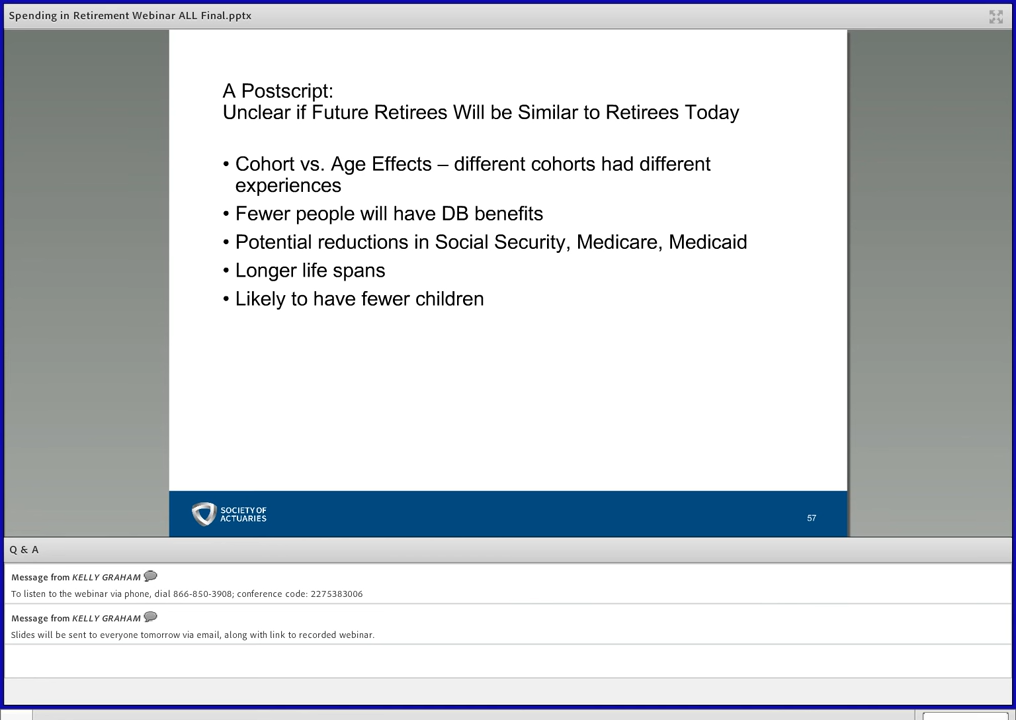 Spending in Retirement Webinar ALL Final.pptx
A Postscript:
Unclear if Future Retirees Will be Similar to Retirees Today
• Cohort vs. Age Effects – different cohorts had different
experiences
• Fewer people will have DB benefits
• Potential reductions in Social Security, Medicare, Medicaid
• Longer life spans
• Likely to have fewer children
SOCIETY OF
ACTUARIES
57
Q & A
Message from KELLY GRAHAM
To listen to the webinar via phone, dial 866-850-3908; conference code: 2275383006
Message from KELLY GRAHAM
Slides will be sent to everyone tomorrow via email, along with link to recorded webinar.